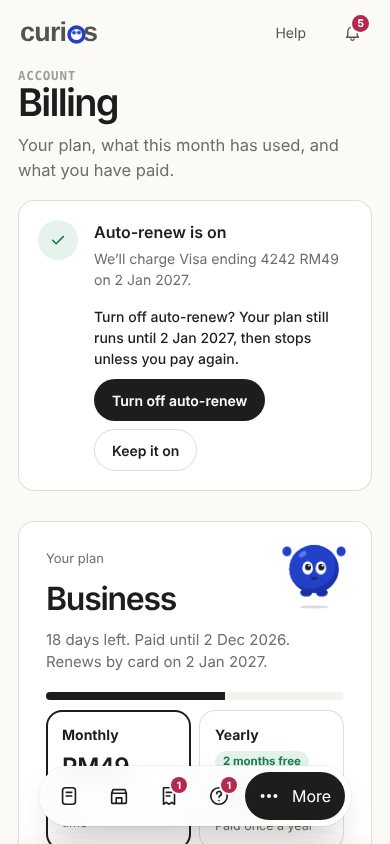 curios
Help
5
ACCOUNT
Billing
Your plan, what this month has used, and
what you have paid.
Auto-renew is on
We'll charge Visa ending 4242 RM49
on 2 Jan 2027.
Turn off auto-renew? Your plan still
runs until 2 Jan 2027, then stops
unless you pay again.
Turn off auto-renew
Keep it on
Your plan
Business
18 days left. Paid until 2 Dec 2026.
Renews by card on 2 Jan 2027.
Monthly
Yearly
2 months free
RM49
1
1
More
time
Paid once a year